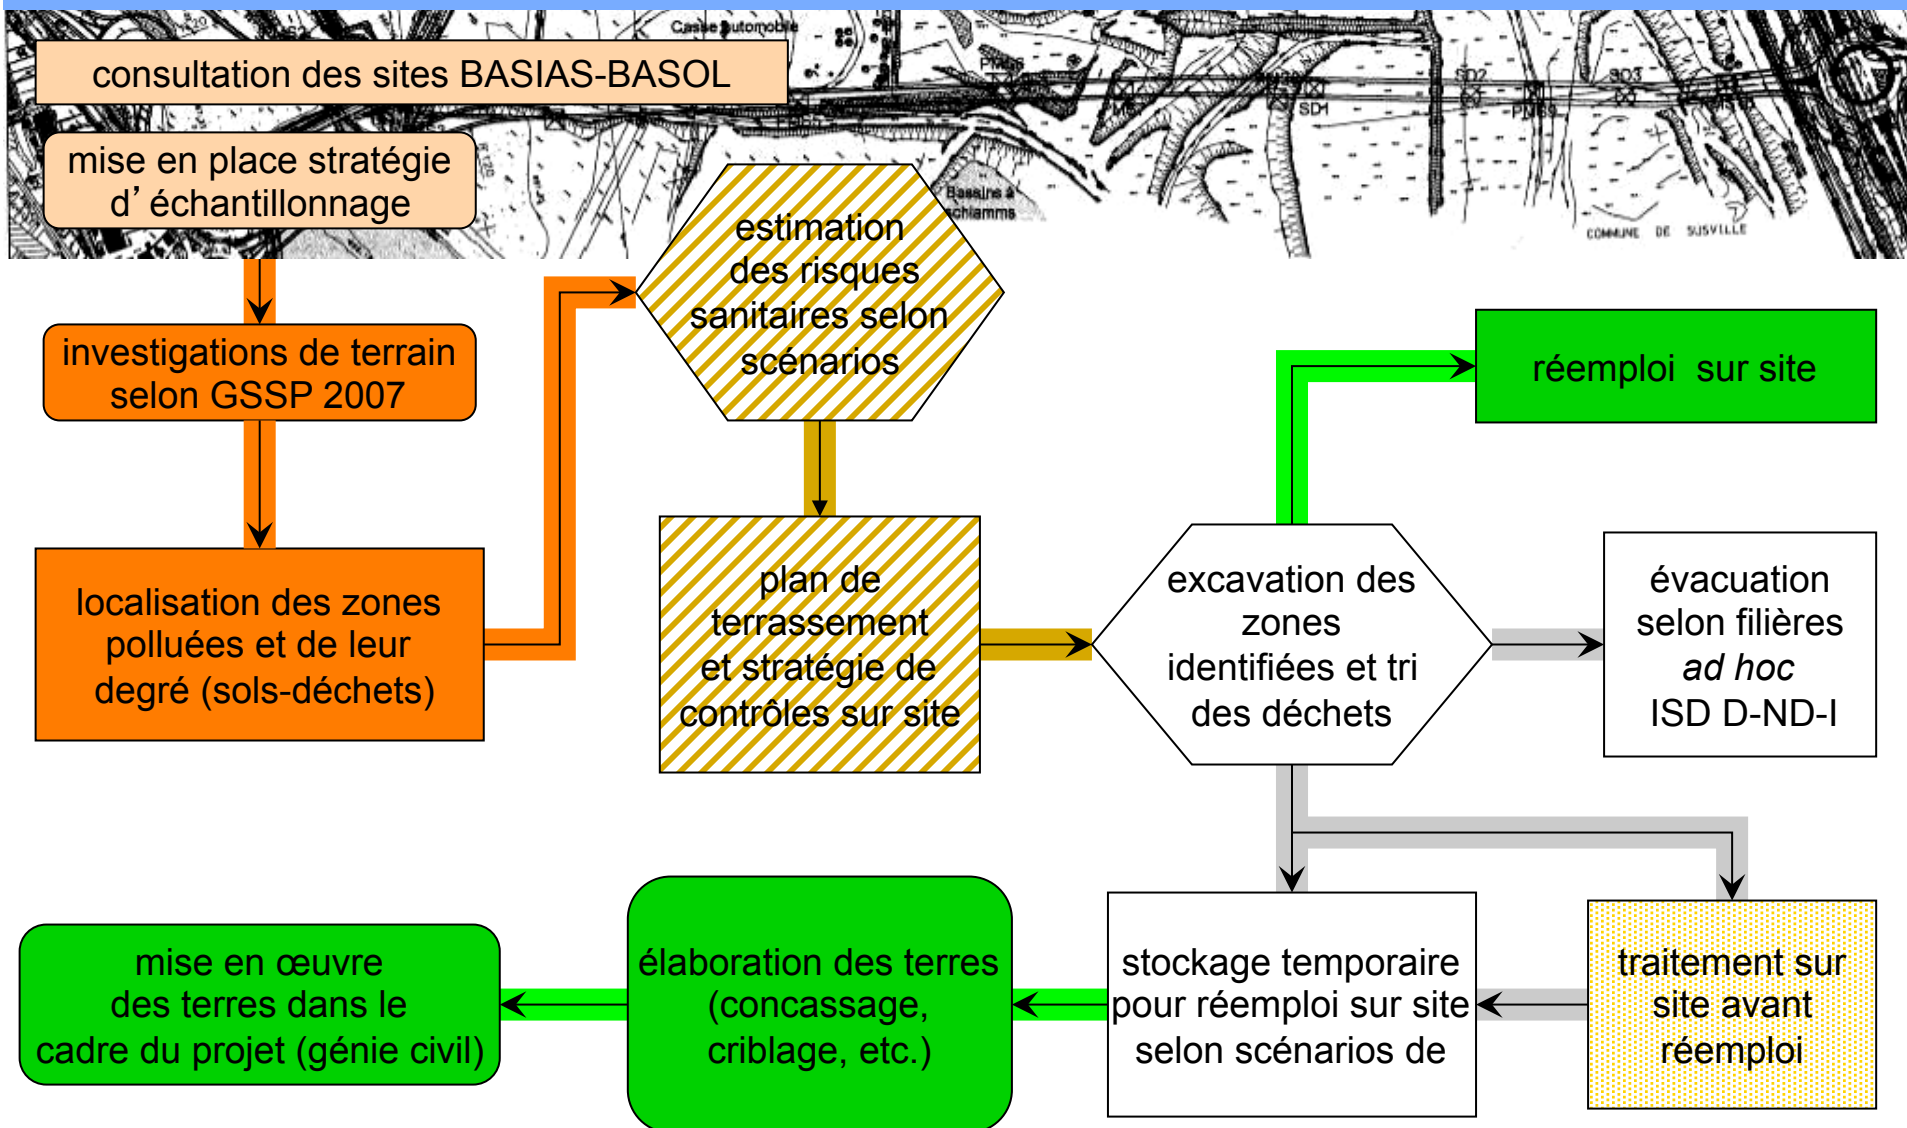 Casse automobile
consultation des sites BASIAS-BASOL
mise en place stratégie
d’ échantillonnage
PM66
SD1
SD2
PM69
SD3
Bassins à
schlamms
COMMUNE DE SUSVILLE
estimation
des risques
sanitaires selon
scénarios
investigations de terrain
selon GSSP 2007
réemploi sur site
localisation des zones
polluées et de leur
degré (sols-déchets)
plan de
terrassement
et stratégie de
contrôles sur site
excavation des
zones
identifiées et tri
des déchets
évacuation
selon filières
ad hoc
ISD D-ND-I
mise en œuvre
des terres dans le
cadre du projet (génie civil)
élaboration des terres
(concassage,
criblage, etc.)
stockage temporaire
pour réemploi sur site
selon scénarios de
traitement sur
site avant
réemploi